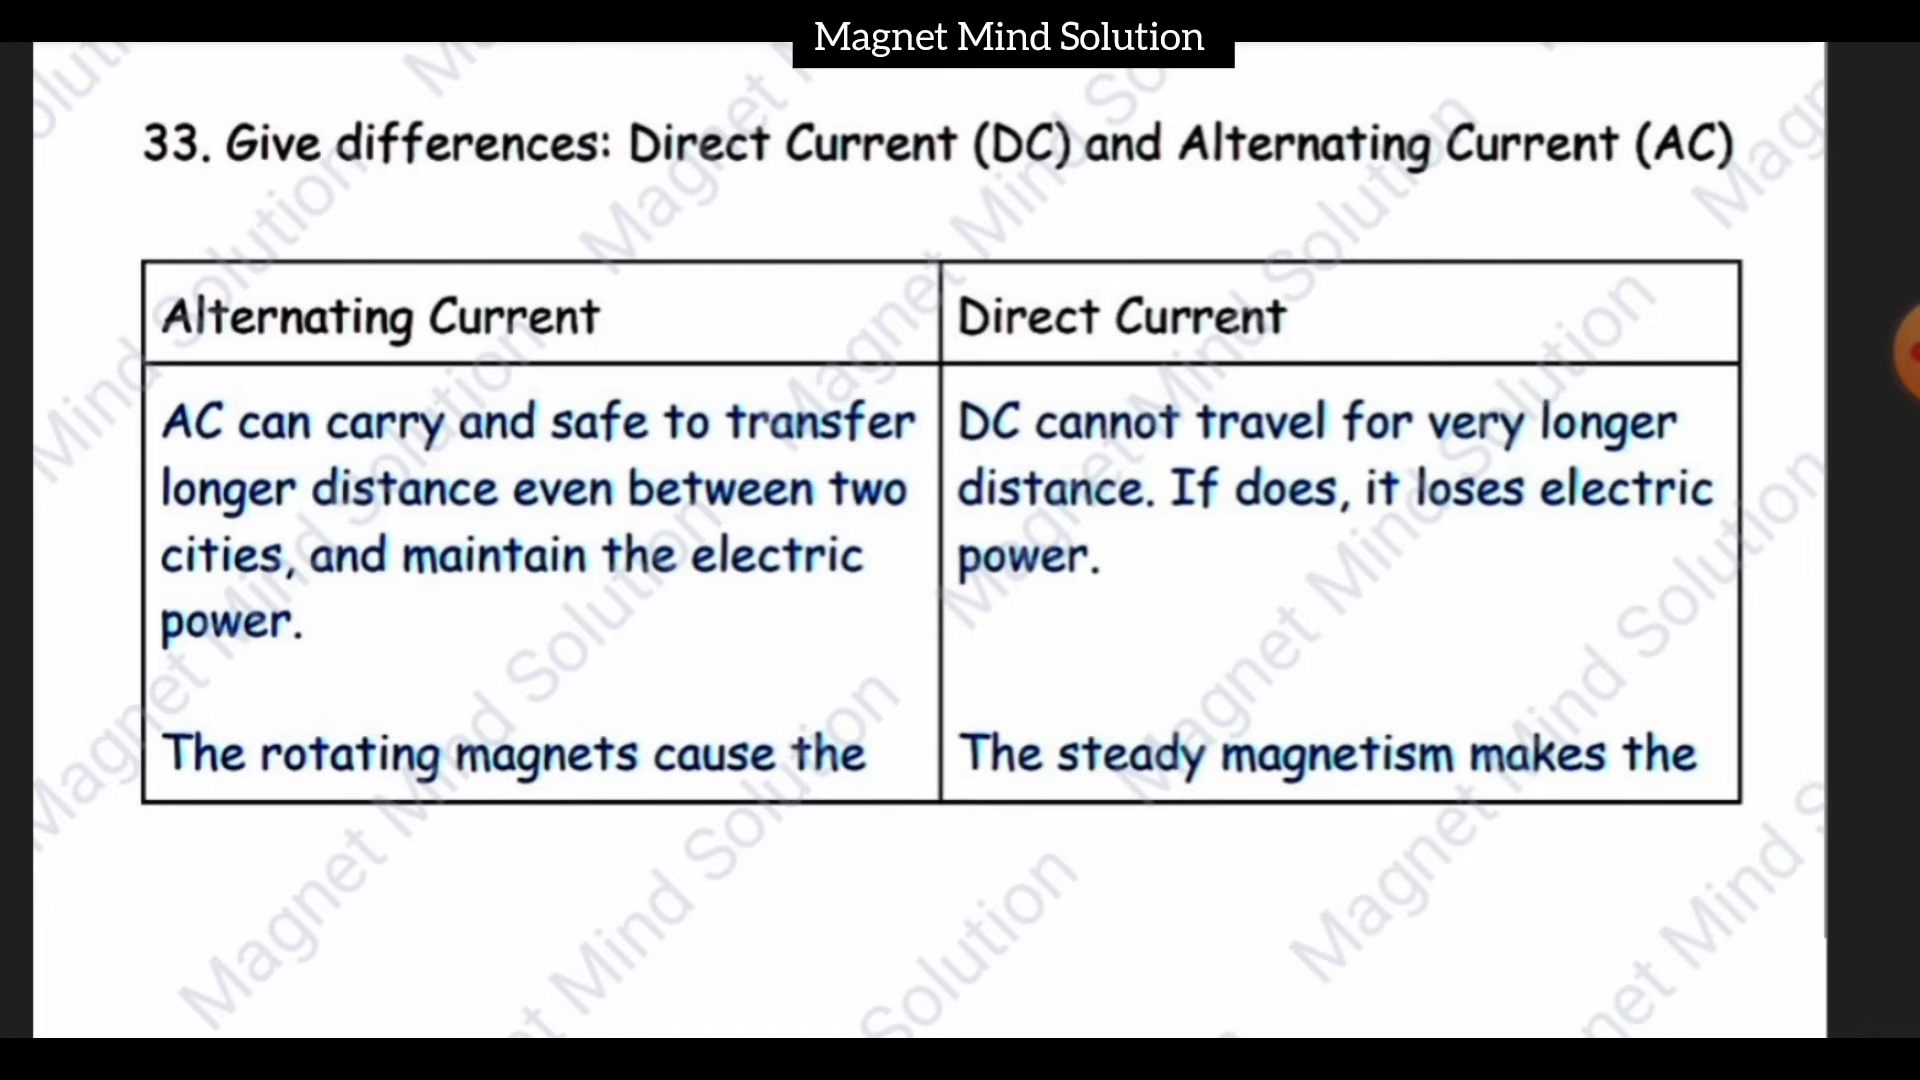 Magnet Mind Solution
33. Give differences: Direct Current (DC) and Alternating Current (AC)
Alternating Current
Direct Current
AC can carry and safe to transfer
longer distance even between two
cities, and maintain the electric
power.
The rotating magnets cause the
DC cannot travel for very longer
distance. If does, it loses electric
power.
The steady magnetism makes the
Magnet Mind Solution